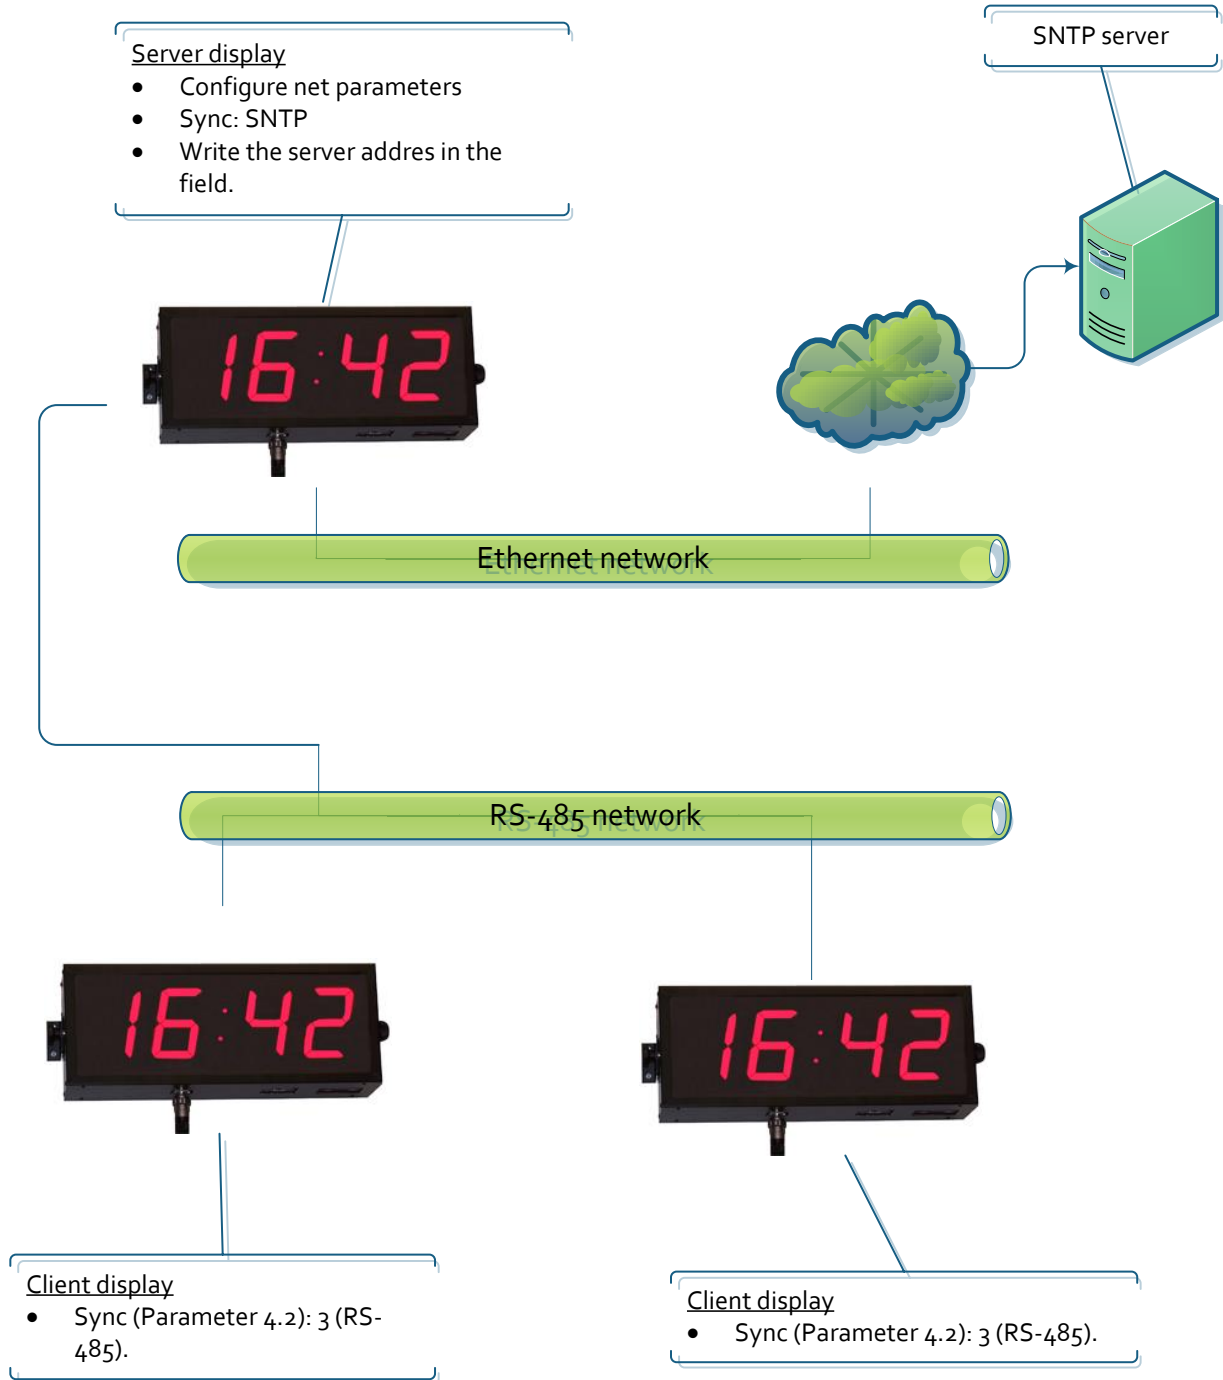 Server display
• Configure net parameters
• Sync: SNTP
• Write the server addres in the
field.
SNTP server
16:42
Ethernet network
RS-485 network
16:42
16:42
Client display
• Sync (Parameter 4.2): 3 (RS-
485).
Client display
• Sync (Parameter 4.2): 3 (RS-485).